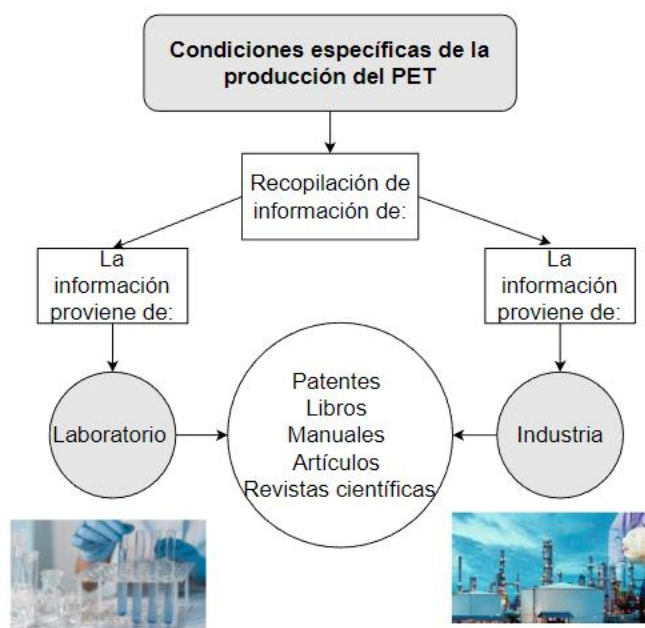 Condiciones específicas de la
producción del PET
Recopilación de
información de:
La
información
proviene de:
La
información
proviene de:
Laboratorio
Patentes
Libros
Manuales
Artículos
Revistas científicas
Industria